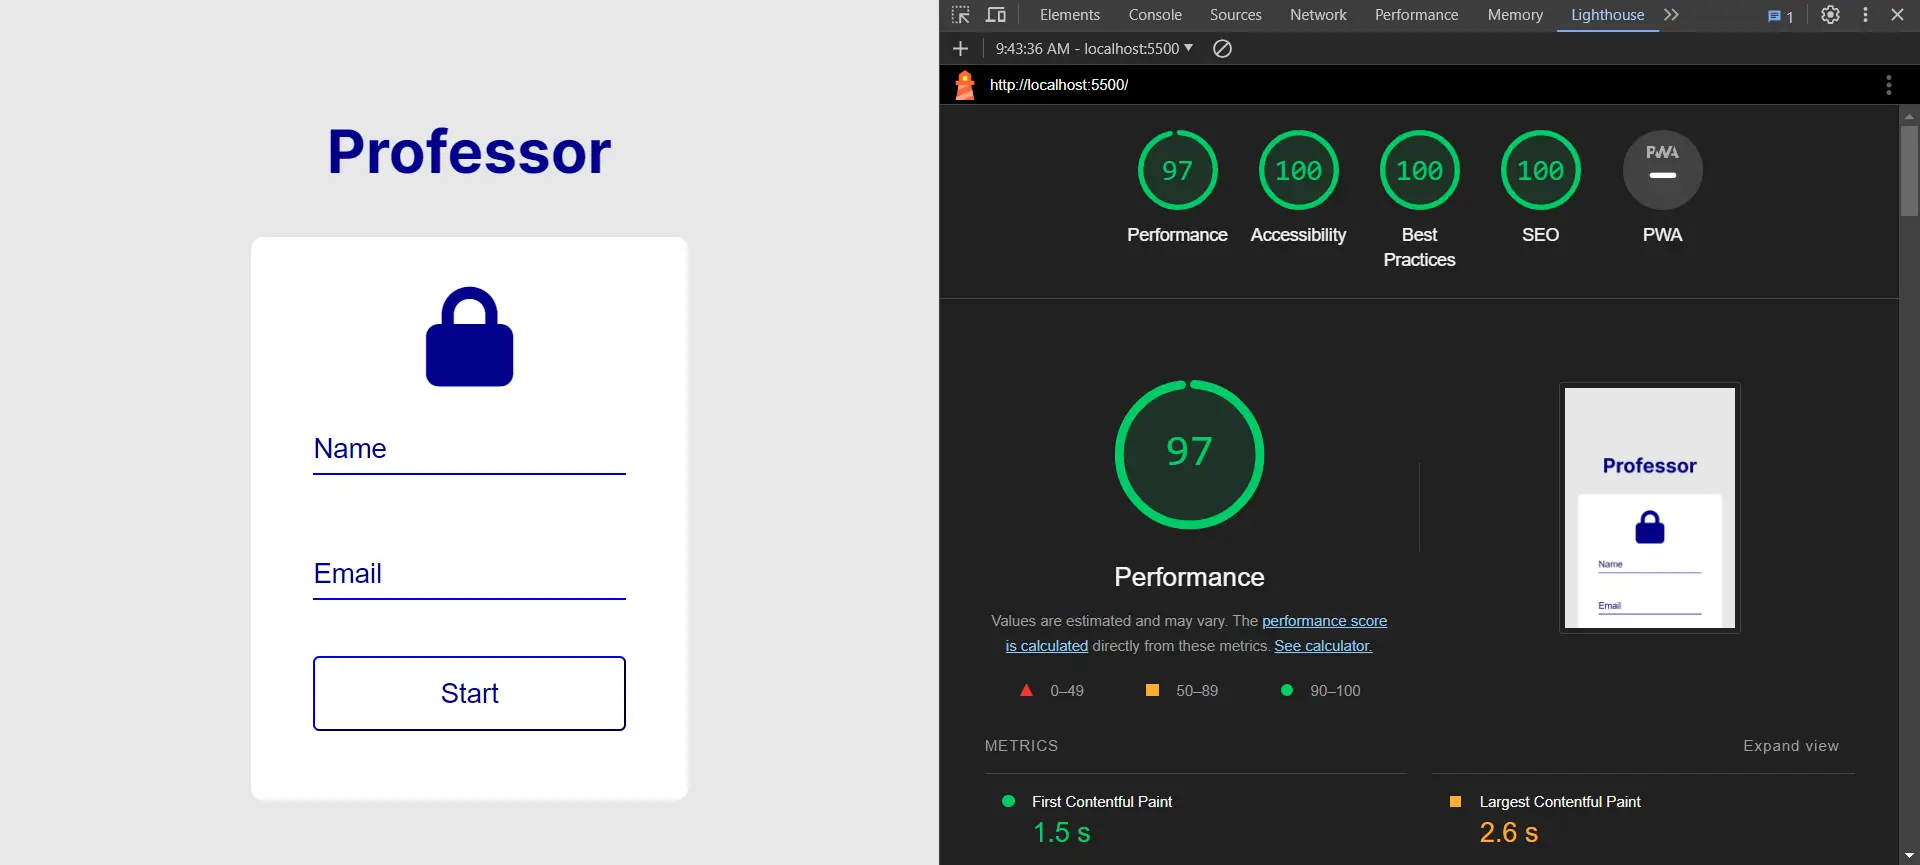 Professor
Name
Email
Start
Elements Console Sources Network Performance Memory Lighthouse 1
9:43:36 AM - localhost:5500
http://localhost:5500/
97 100 100 100 PWA
Performance Accessibility Best Practices SEO PWA
97
Performance
Values are estimated and may vary. The performance score
is calculated directly from these metrics. See calculator.
0–49 50–89 90–100
Professor
Name
Email
METRICS Expand view
First Contentful Paint
1.5 s
Largest Contentful Paint
2.6 s